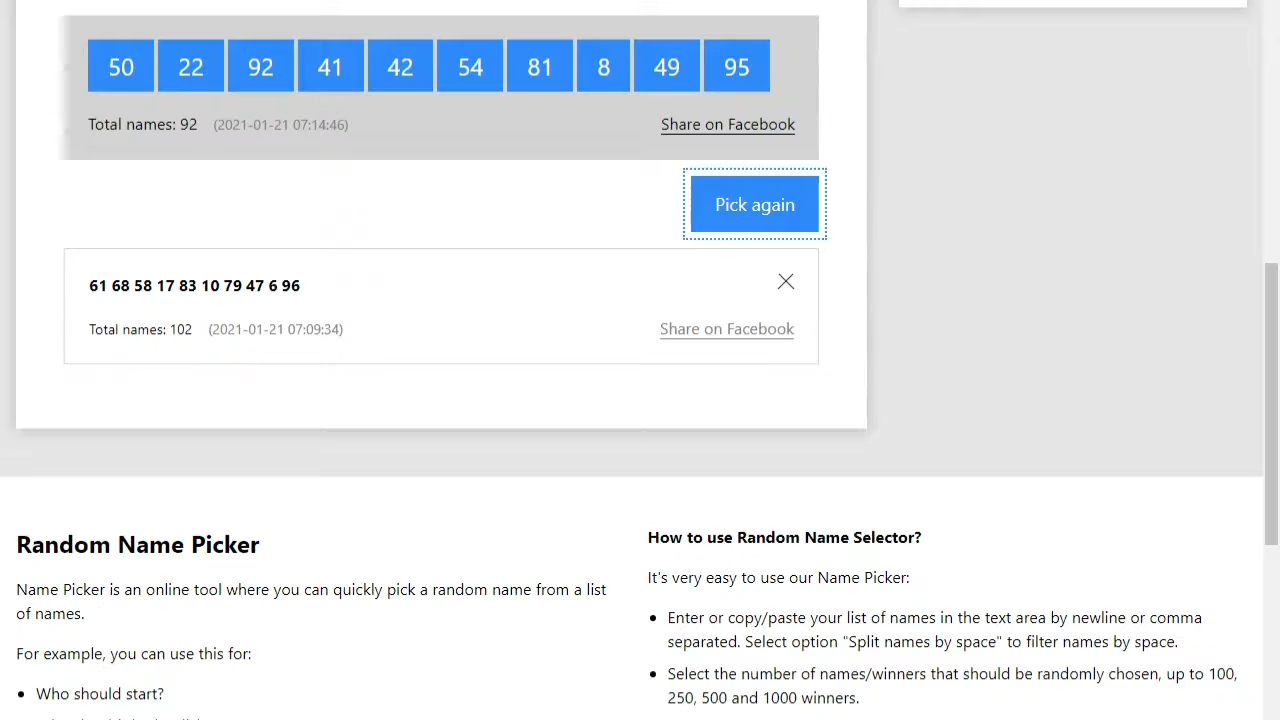 50 22 92 41 42 54 81 8 49 95
Total names: 92 (2021-01-21 07:14:46) Share on Facebook
Pick again
61 68 58 17 83 10 79 47 6 96
Total names: 102 (2021-01-21 07:09:34) Share on Facebook
Random Name Picker
Name Picker is an online tool where you can quickly pick a random name from a list
of names.
For example, you can use this for:
• Who should start?
How to use Random Name Selector?
It's very easy to use our Name Picker:
• Enter or copy/paste your list of names in the text area by newline or comma
separated. Select option "Split names by space" to filter names by space.
• Select the number of names/winners that should be randomly chosen, up to 100,
250, 500 and 1000 winners.